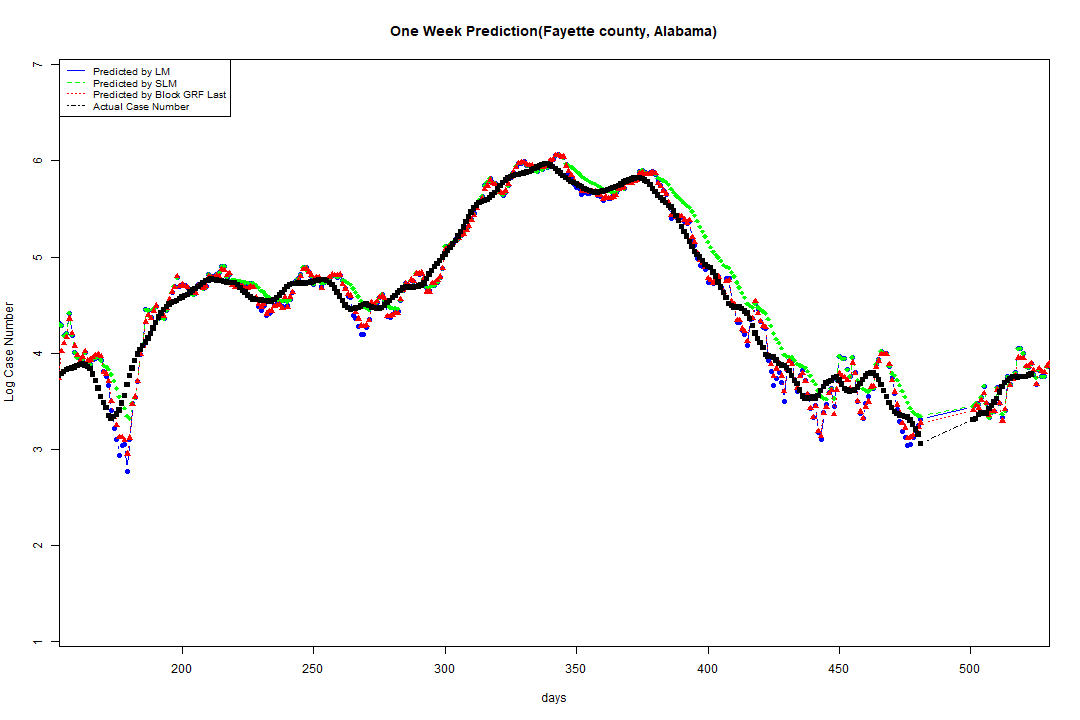 One Week Prediction(Fayette county, Alabama)
Predicted by LM
Predicted by SLM
Predicted by Block GRF Last
Actual Case Number
Log Case Number
7
6
5
4
3
2
1
200 250 300 350 400 450 500
days